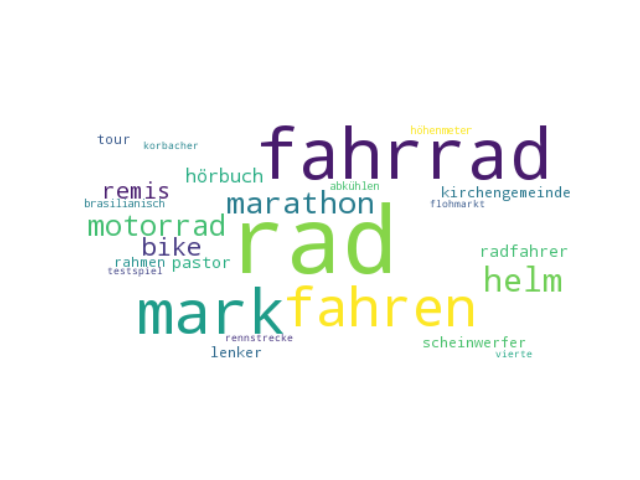 fahrrad
höhenmeter
tour
korbacher
hörbuch
abkühlen
remis
kirchengemeinde
marathon
brasilianisch
flohmarkt
motorrad
rad
bike
radfahrer
rahmen
pastor
testspiel
helm
mark
fahren
rennstrecke
scheinwerfer
lenker
vierte